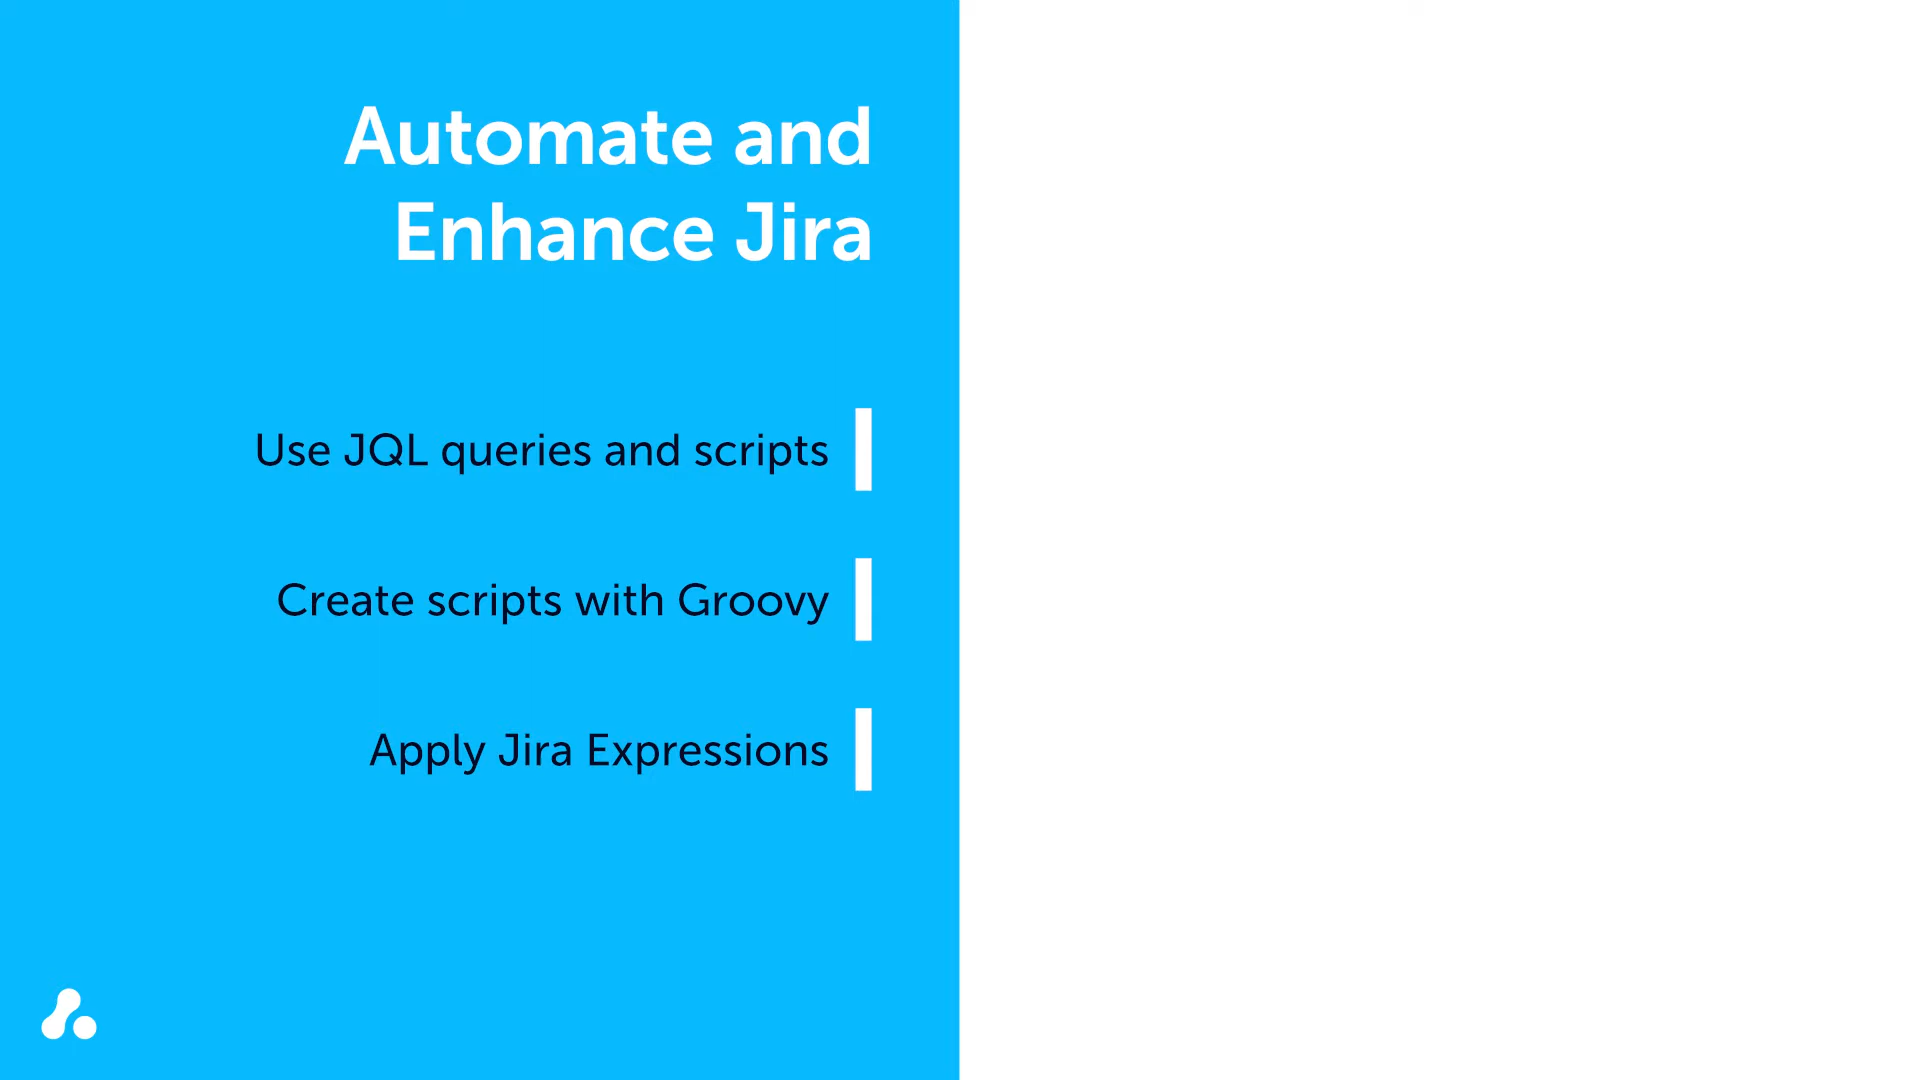 Automate and
Enhance Jira
Use JQL queries and scripts
Create scripts with Groovy
Apply Jira Expressions